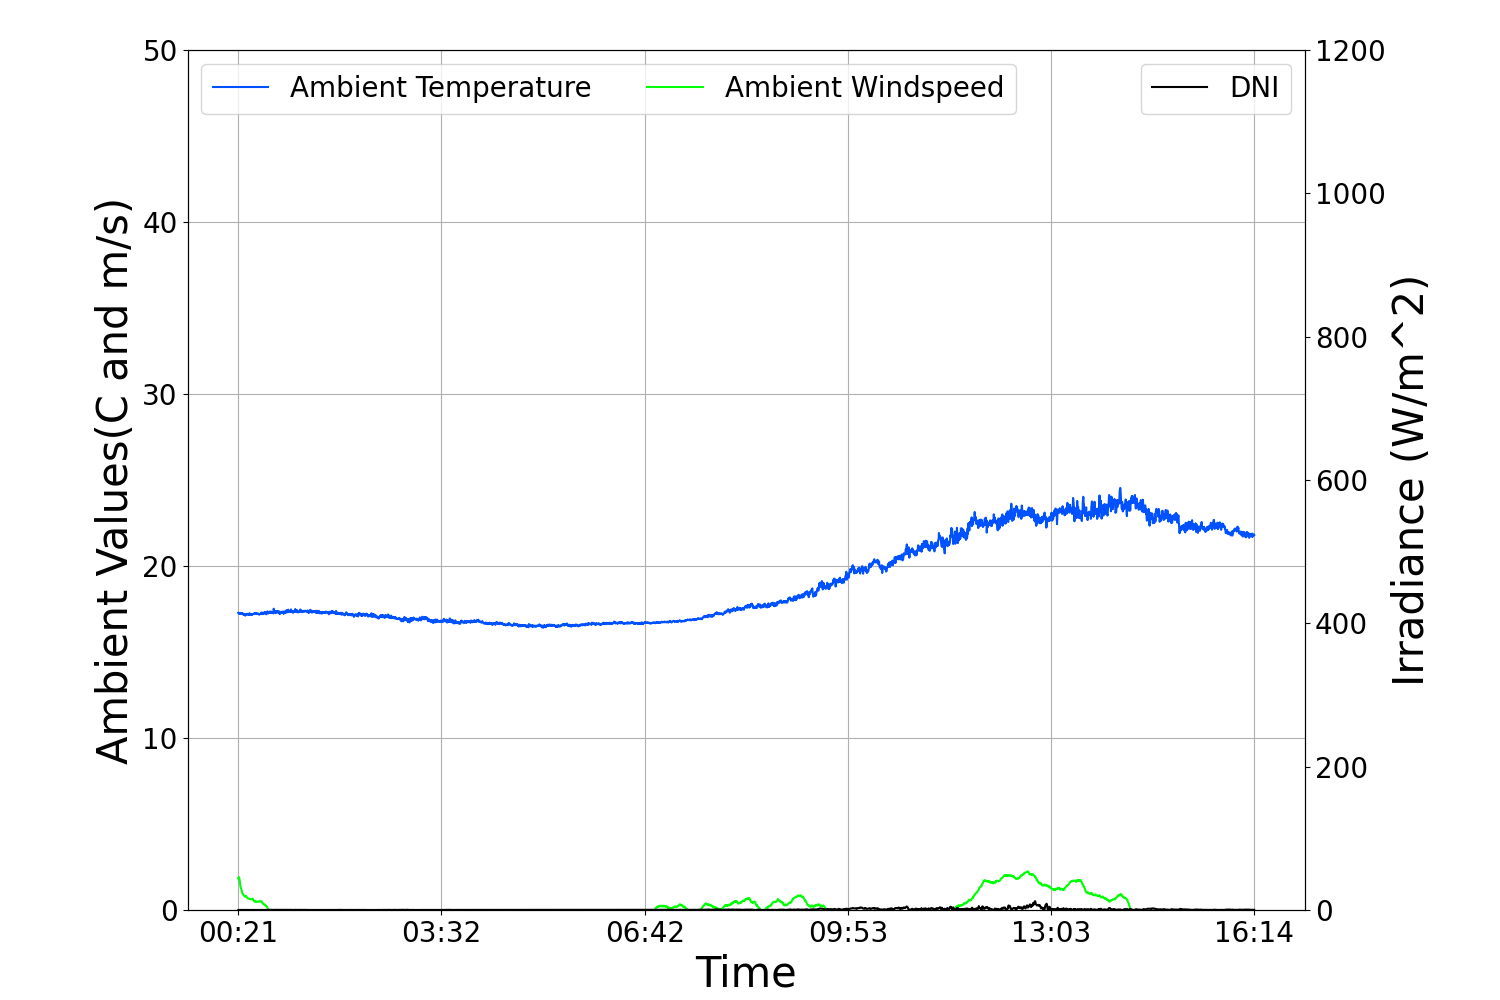 Ambient Temperature
Ambient Windspeed
DNI
50
40
30
20
10
0
Ambient Values(C and m/s)
1200
1000
800
600
400
200
0
Irradiance (W/m^2)
00:21 03:32 06:42 09:53 13:03 16:14
Time